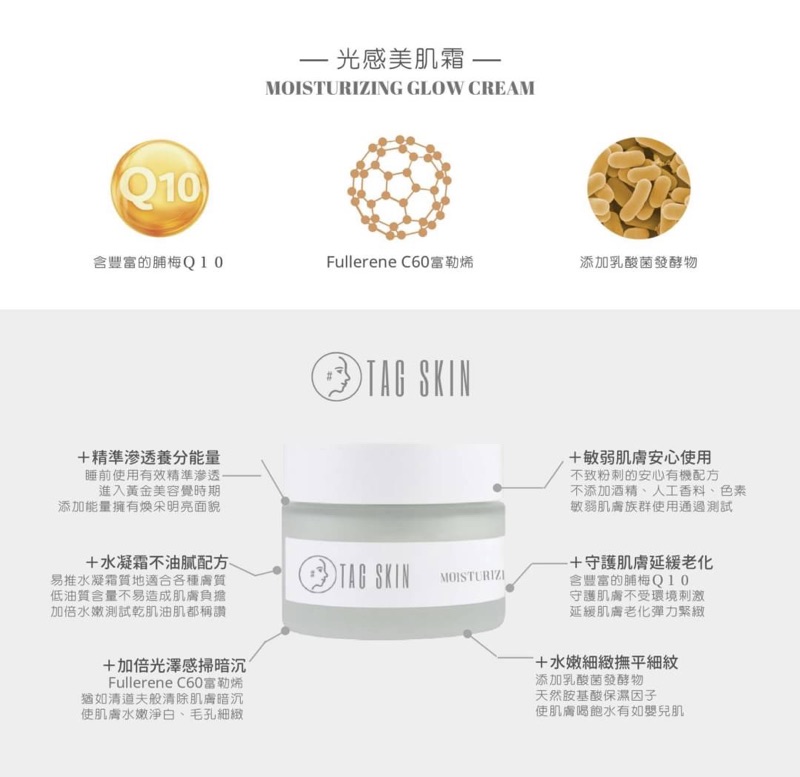 光感美肌霜
MOISTURIZING GLOW CREAM
Q10
含豐富的脯梅Q10
Fullerene C60富勒烯
添加乳酸菌發酵物
# TAG SKIN
+精準滲透養分能量
睡前使用有效精準滲透
進入黃金美容覺時期
添加能量擁有煥采明亮面貌
+水凝霜不油膩配方
易推水凝霜質地適合各種膚質
低油質含量不易造成肌膚負擔
加倍水嫩測試乾肌油肌都稱讚
+加倍光澤感掃暗沉
Fullerene C60富勒烯
猶如清道夫般清除肌膚暗沉
使肌膚水嫩淨白、毛孔細緻
# TAG SKIN
MOISTURIZI
+敏弱肌膚安心使用
不致粉刺的安心有機配方
不添加酒精、人工香料、色素
敏弱肌膚族群使用通過測試
+守護肌膚延緩老化
含豐富的脯梅Q10
守護肌膚不受環境刺激
延緩肌膚老化彈力緊緻
+水嫩細緻撫平細紋
添加乳酸菌發酵物
天然胺基酸保濕因子
使肌膚喝飽水有如嬰兒肌